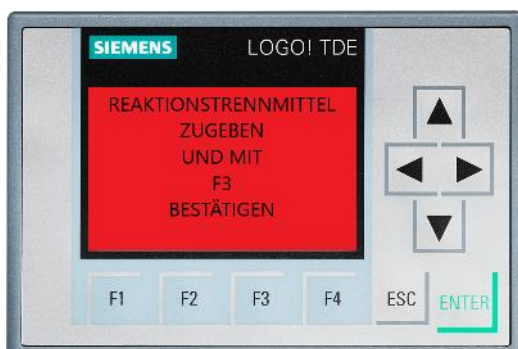 SIEMENS
LOGO! TDE
REAKTIONSTRENNMITTEL
ZUGEBEN
UND MIT
F3
BESTÄTIGEN
F1
F2
F3
F4
ESC
ENTER